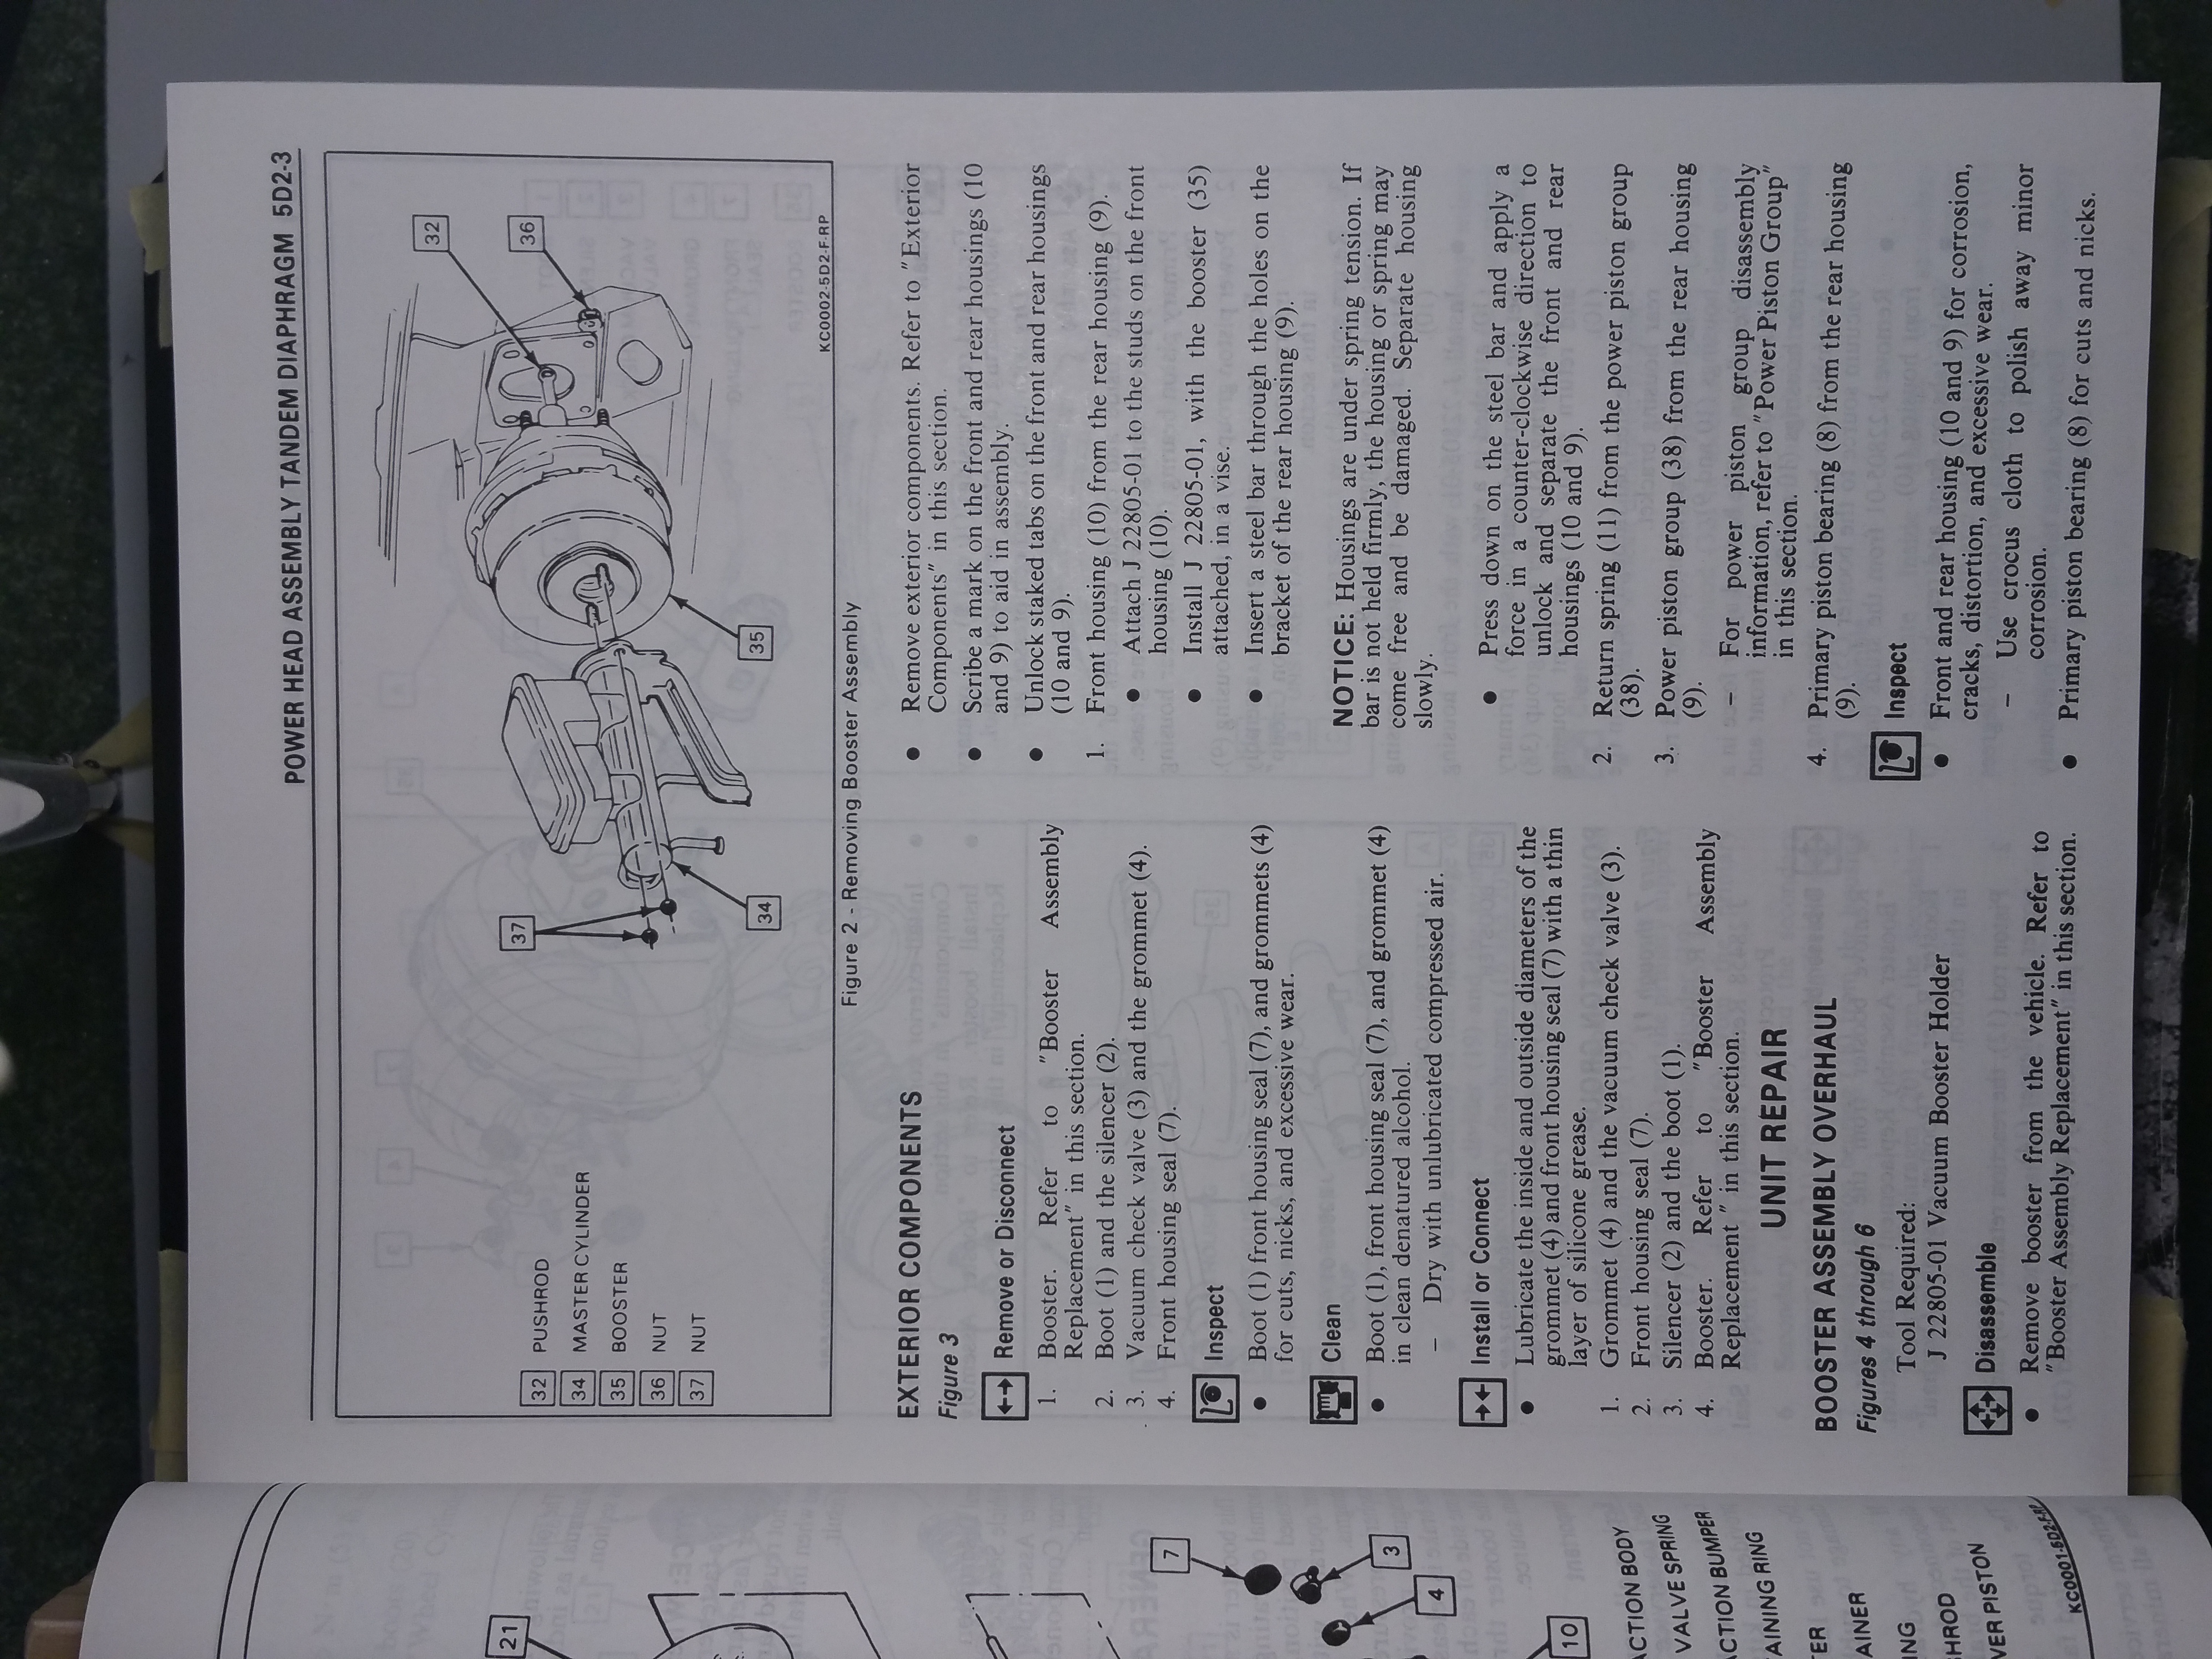 POWER HEAD ASSEMBLY TANDEM DIAPHRAGM 5D2-3
32
36
37
35
34
32 PUSHROD
34 MASTER CYLINDER
35 BOOSTER
36 NUT
37 NUT
KC0002-5D2-F-RP
Figure 2 - Removing Booster Assembly
EXTERIOR COMPONENTS
Figure 3
Remove or Disconnect
1. Booster. Refer to "Booster Assembly
Replacement" in this section.
2. Boot (1) and the silencer (2).
3. Vacuum check valve (3) and the grommet (4).
4. Front housing seal (7).
Inspect
● Boot (1) front housing seal (7), and grommets (4)
for cuts, nicks, and excessive wear.
Clean
● Boot (1), front housing seal (7), and grommet (4)
in clean denatured alcohol.
– Dry with unlubricated compressed air.
Install or Connect
● Lubricate the inside and outside diameters of the
grommet (4) and front housing seal (7) with a thin
layer of silicone grease.
1. Grommet (4) and the vacuum check valve (3).
2. Front housing seal (7).
3. Silencer (2) and the boot (1).
4. Booster. Refer to "Booster Assembly
Replacement " in this section.
UNIT REPAIR
BOOSTER ASSEMBLY OVERHAUL
Figures 4 through 6
Tool Required:
J 22805-01 Vacuum Booster Holder
Disassemble
● Remove booster from the vehicle. Refer to
"Booster Assembly Replacement" in this section.
● Remove exterior components. Refer to "Exterior
Components" in this section.
● Scribe a mark on the front and rear housings (10
and 9) to aid in assembly.
● Unlock staked tabs on the front and rear housings
(10 and 9).
1. Front housing (10) from the rear housing (9).
● Attach J 22805-01 to the studs on the front
housing (10).
● Install J 22805-01, with the booster (35)
attached, in a vise.
● Insert a steel bar through the holes on the
bracket of the rear housing (9).
NOTICE: Housings are under spring tension. If
bar is not held firmly, the housing or spring may
come free and be damaged. Separate housing
slowly.
● Press down on the steel bar and apply a
force in a counter-clockwise direction to
unlock and separate the front and rear
housings (10 and 9).
2. Return spring (11) from the power piston group
(38).
3. Power piston group (38) from the rear housing
(9).
– For power piston group disassembly
information, refer to "Power Piston Group"
in this section.
4. Primary piston bearing (8) from the rear housing
(9).
Inspect
● Front and rear housing (10 and 9) for corrosion,
cracks, distortion, and excessive wear.
– Use crocus cloth to polish away minor
corrosion.
● Primary piston bearing (8) for cuts and nicks.
21
7
3
4
10
ACTION BODY
VALVE SPRING
ACTION BUMPER
AINING RING
TER
AINER
ING
SHROD
VER PISTON
KC0001-5D2-F-RP